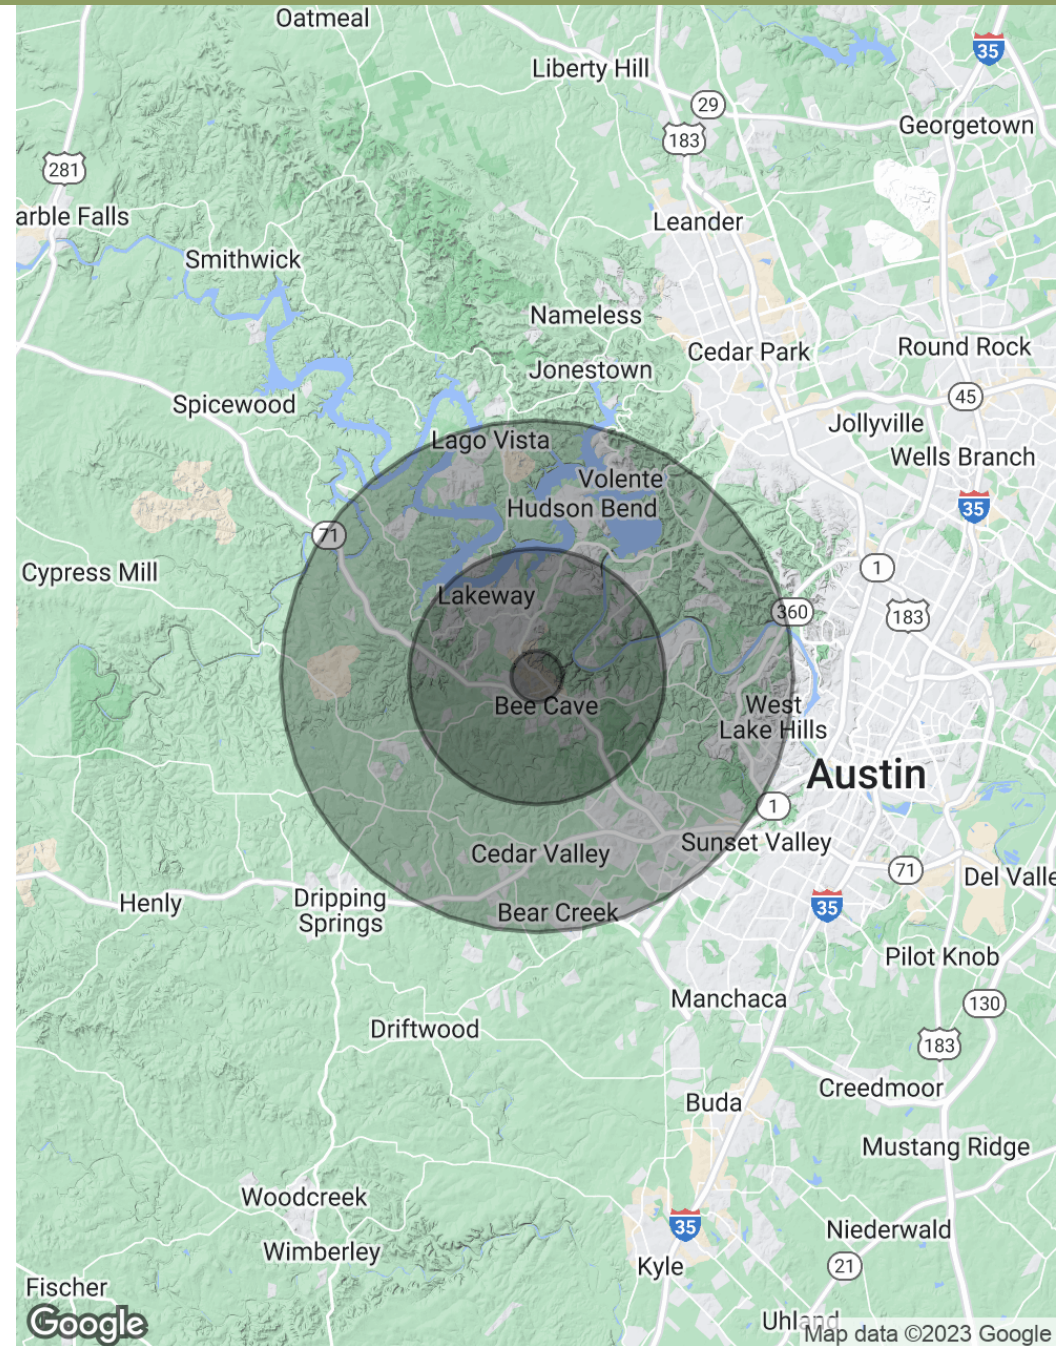 Oatmeal
35
Liberty Hill
29
Georgetown
183
281
arble Falls
Leander
Smithwick
Nameless
Round Rock
Cedar Park
Jonestown
45
Spicewood
Jollyville
Lago Vista
Wells Branch
Volente
Hudson Bend
35
71
Cypress Mill
1
Lakeway
360
183
Bee Cave
West
Lake Hills
Austin
1
Sunset Valley
Cedar Valley
71
Del Valle
Henly
Dripping
Springs
35
Bear Creek
Pilot Knob
Manchaca
130
Driftwood
183
Creedmoor
Buda
Mustang Ridge
Woodcreek
35
Niederwald
Wimberley
Kyle
21
Fischer
Uhland
Google
Map data ©2023 Google